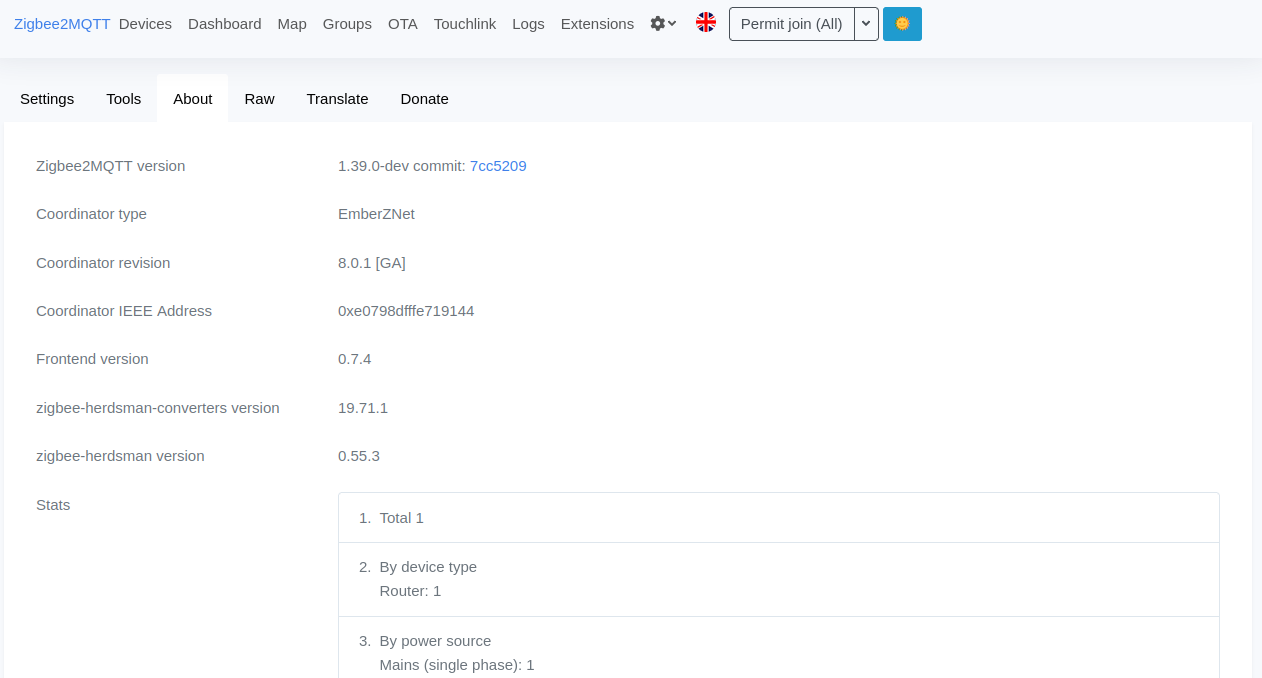 Zigbee2MQTT Devices Dashboard Map Groups OTA Touchlink Logs Extensions Permit join (All)
Settings Tools About Raw Translate Donate
Zigbee2MQTT version 1.39.0-dev commit: 7cc5209
Coordinator type EmberZNet
Coordinator revision 8.0.1 [GA]
Coordinator IEEE Address 0xe0798dfffe719144
Frontend version 0.7.4
zigbee-herdsman-converters version 19.71.1
zigbee-herdsman version 0.55.3
Stats
1. Total 1
2. By device type
Router: 1
3. By power source
Mains (single phase): 1